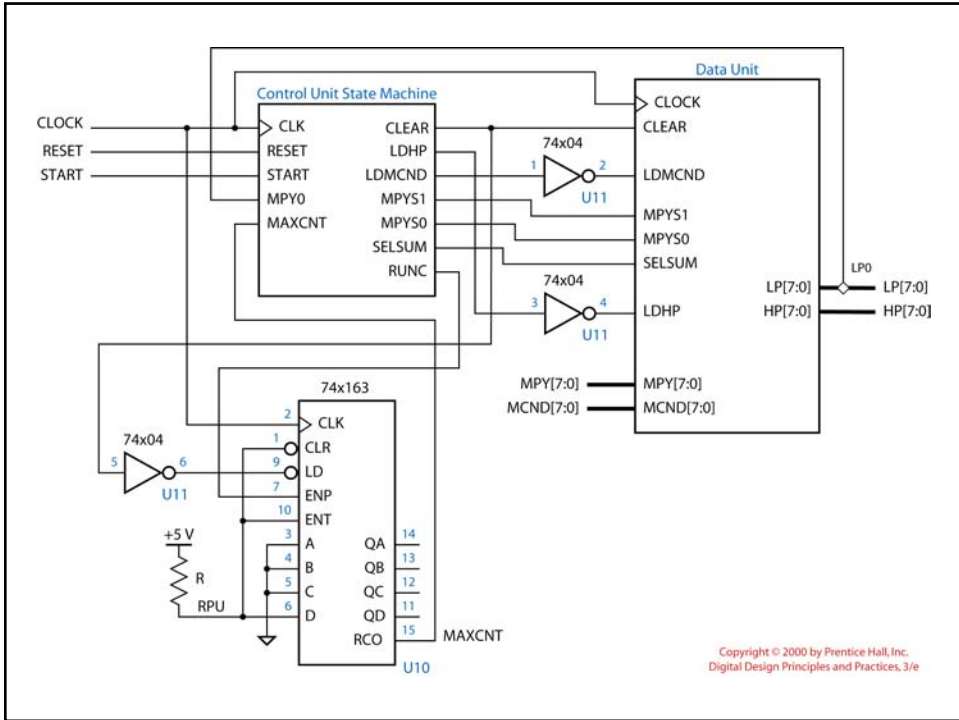 Data Unit
Control Unit State Machine
CLOCK
RESET
START
CLK
RESET
START
MPY0
MAXCNT
CLEAR
LDHP
LDMCND
MPYS1
MPYS0
SELSUM
RUNC
74x04
1
2
U11
74x04
3
4
U11
CLOCK
CLEAR
LDMCND
MPYS1
MPYS0
SELSUM
LDHP
LP[7:0]
HP[7:0]
LP0
LP[7:0]
HP[7:0]
MPY[7:0]
MCND[7:0]
MPY[7:0]
MCND[7:0]
74x163
74x04
5
6
U11
+5 V
R
RPU
2
1
9
7
10
3
4
5
6
CLK
CLR
LD
ENP
ENT
A
B
C
D
QA
QB
QC
QD
RCO
14
13
12
11
15
MAXCNT
U10
Copyright © 2000 by Prentice Hall, Inc.
Digital Design Principles and Practices, 3/e